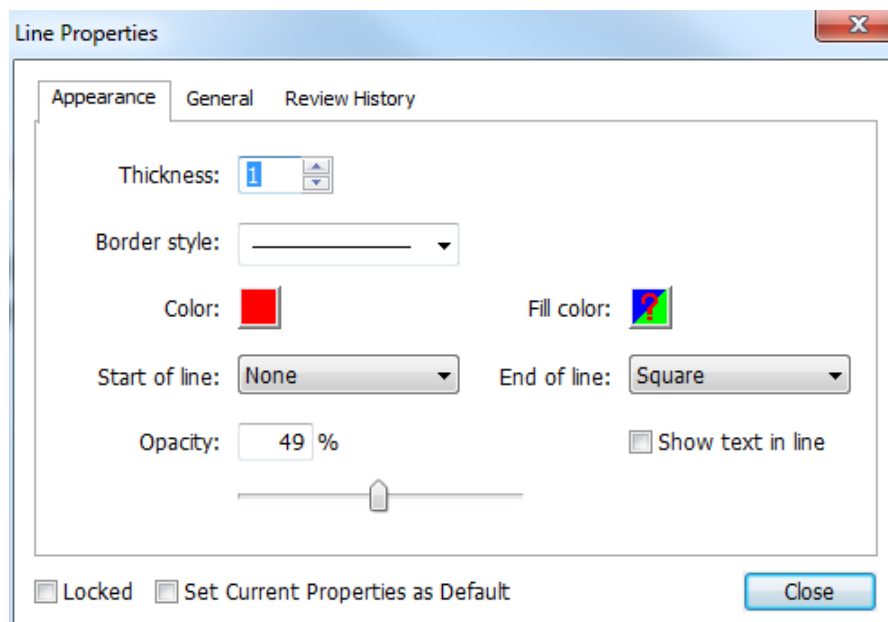 Line Properties
Appearance General Review History
Thickness: 1
Border style:
Color: Fill color: ?
Start of line: None End of line: Square
Opacity: 49 % Show text in line
Locked Set Current Properties as Default Close